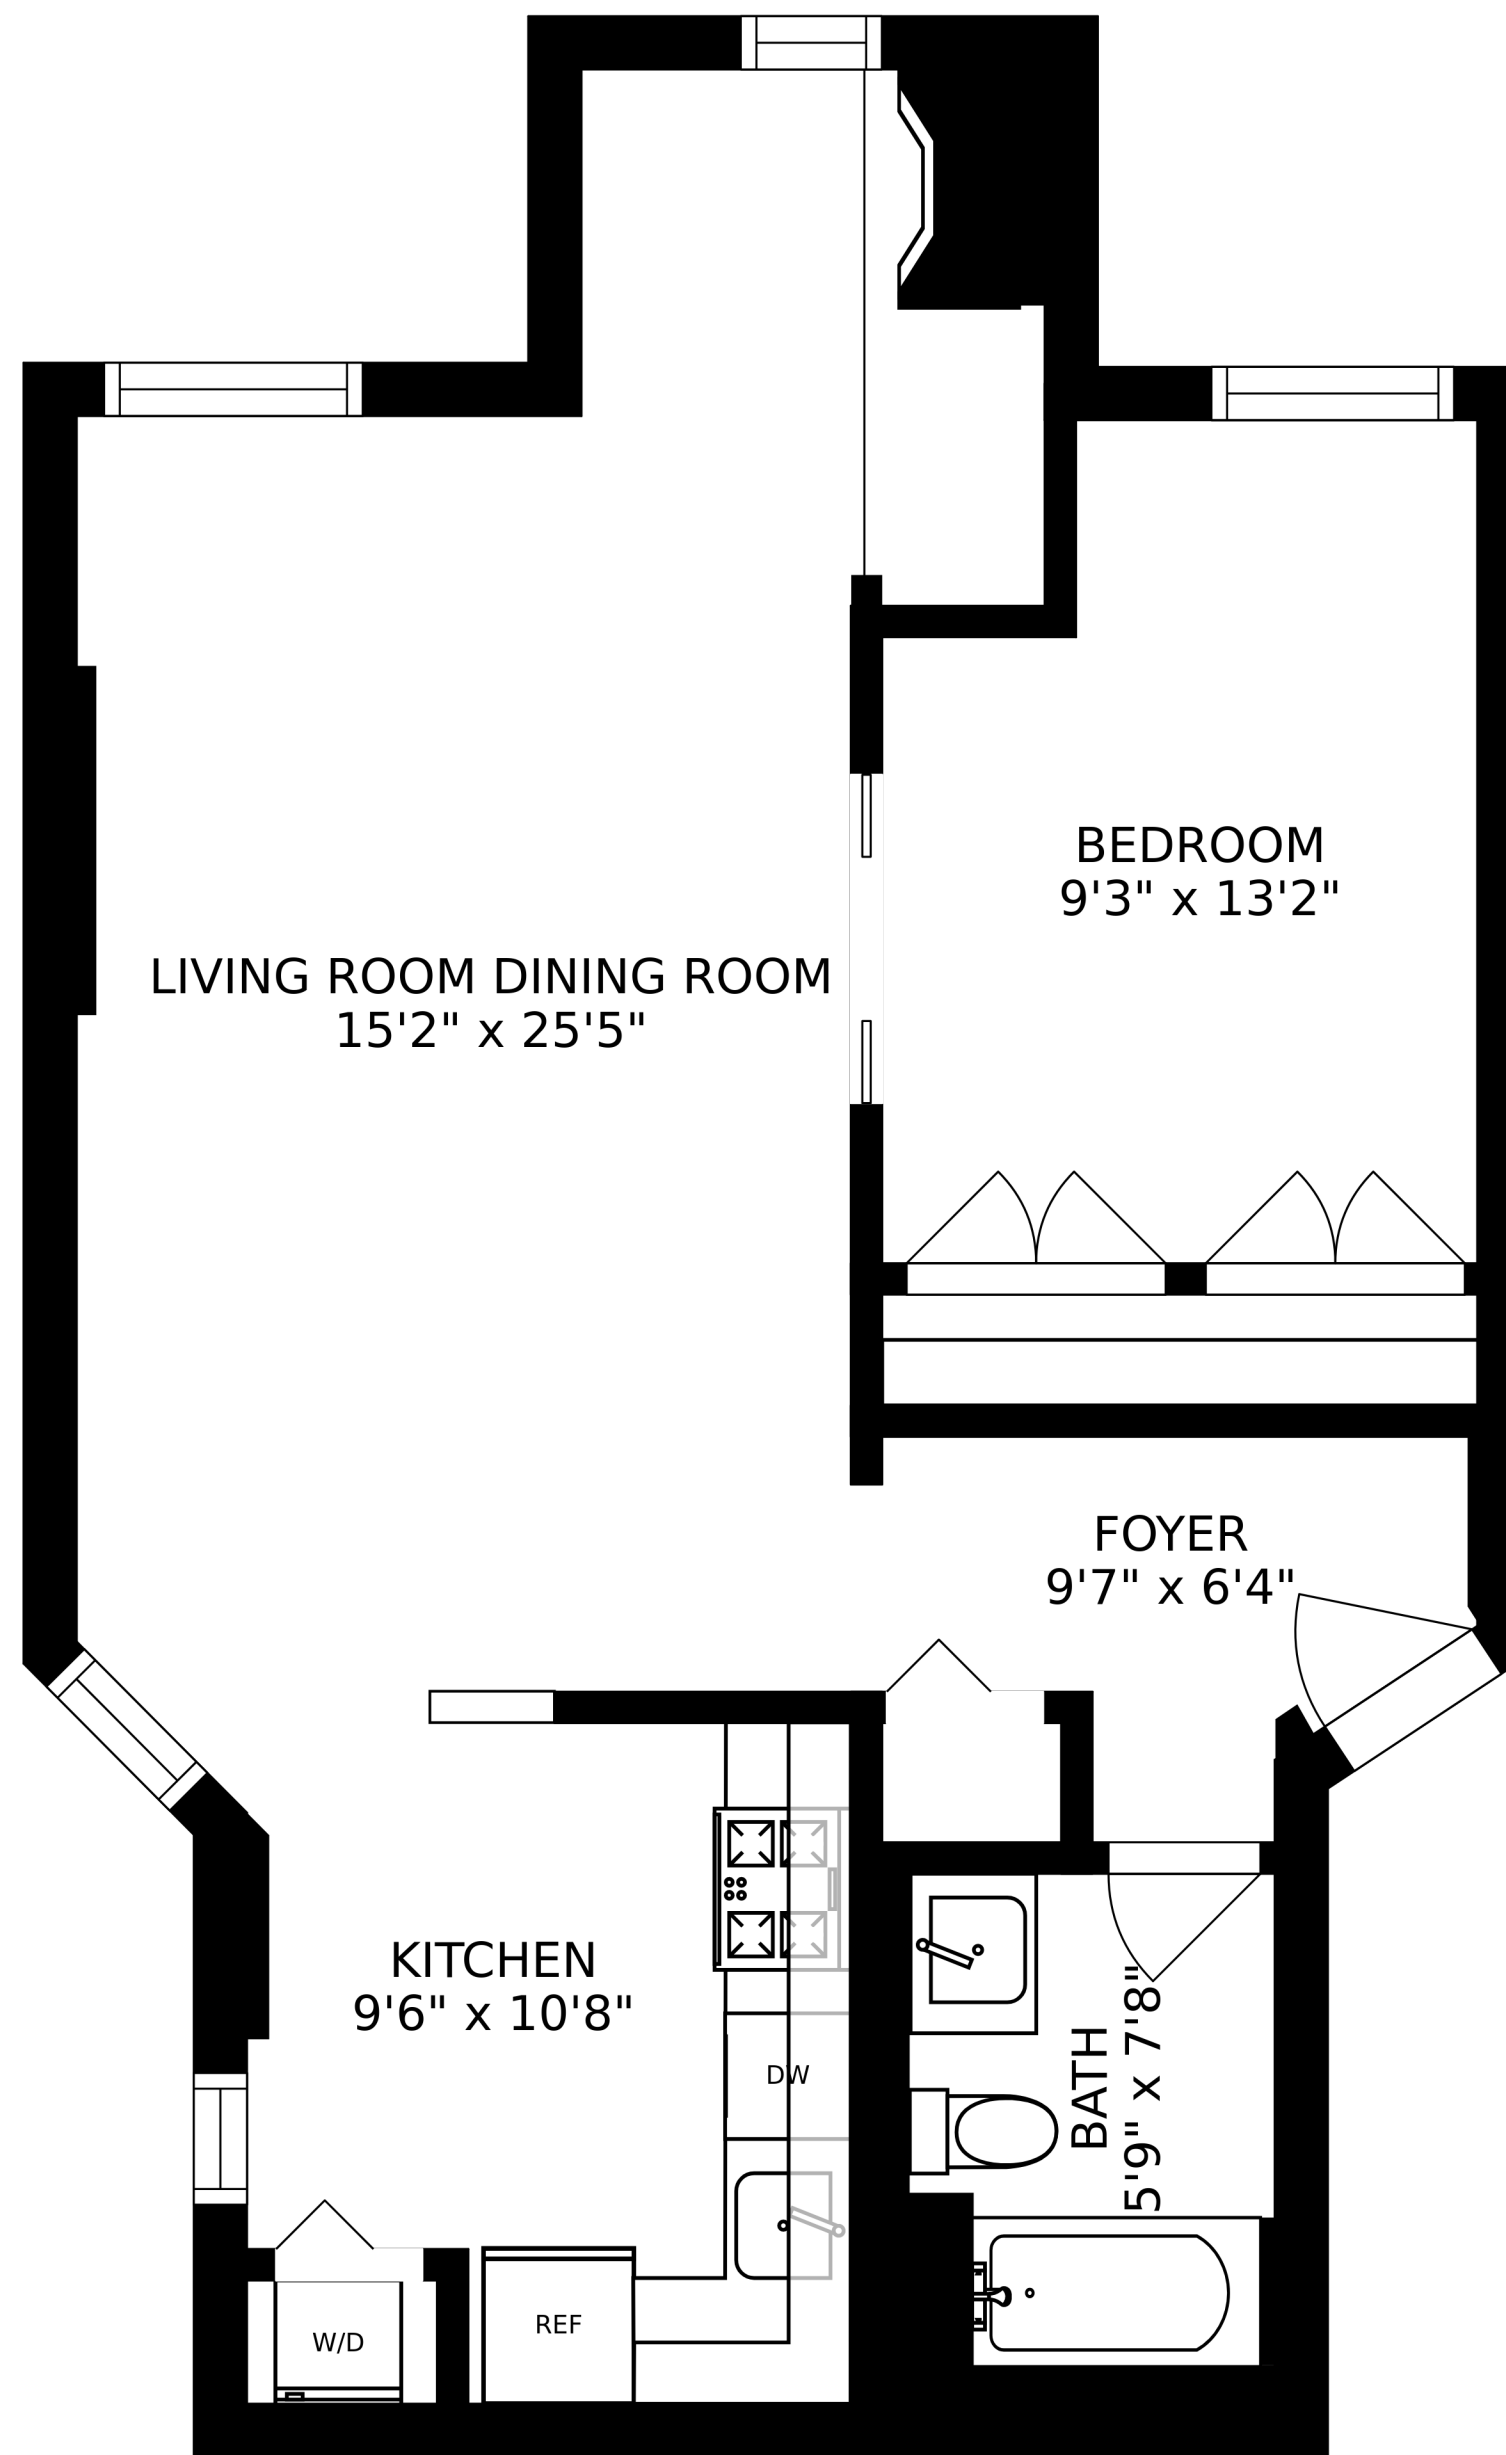 BEDROOM
9'3" x 13'2"
LIVING ROOM DINING ROOM
15'2" x 25'5"
FOYER
9'7" x 6'4"
KITCHEN
9'6" x 10'8"
DW
BATH
5'9" x 7'8"
REF
W/D